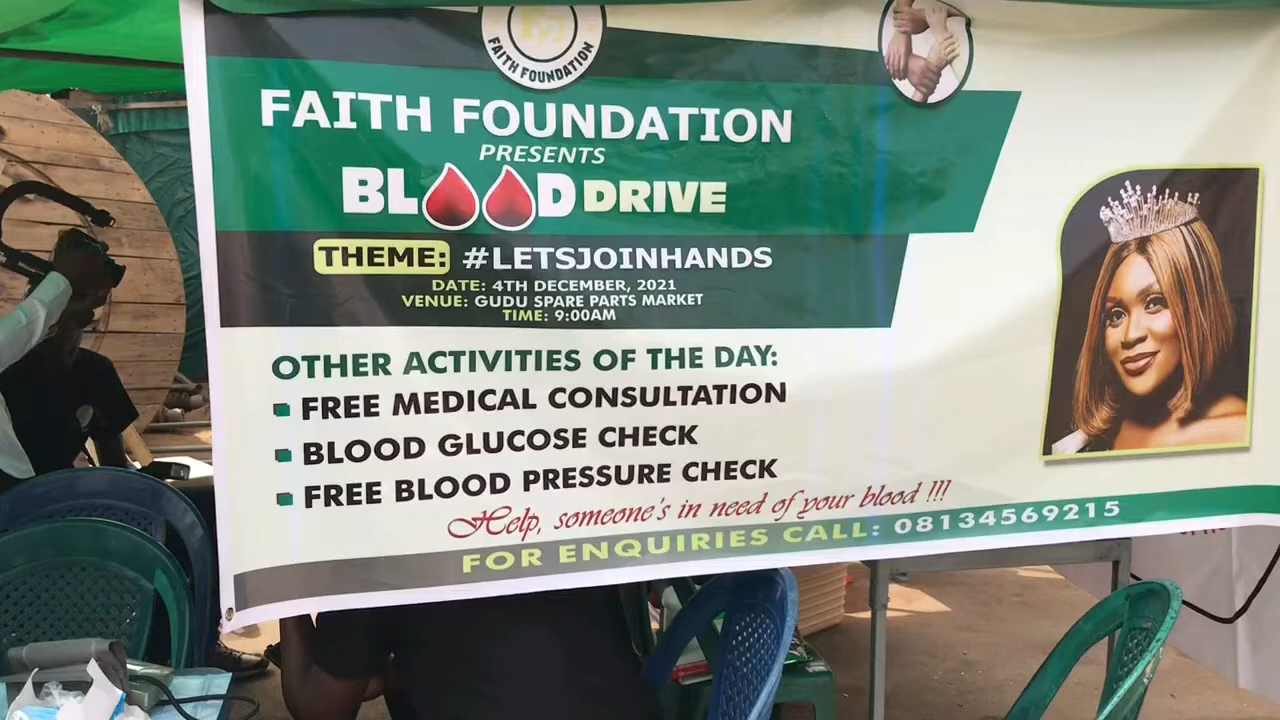 FAITH FOUNDATION
FAITH FOUNDATION
PRESENTS
BLOOD DRIVE
THEME: #LETSJOINHANDS
DATE: 4TH DECEMBER, 2021
VENUE: GUDU SPARE PARTS MARKET
TIME: 9:00AM
OTHER ACTIVITIES OF THE DAY:
FREE MEDICAL CONSULTATION
BLOOD GLUCOSE CHECK
FREE BLOOD PRESSURE CHECK
Help, someone's in need of your blood !!!
FOR ENQUIRIES CALL: 08134569215